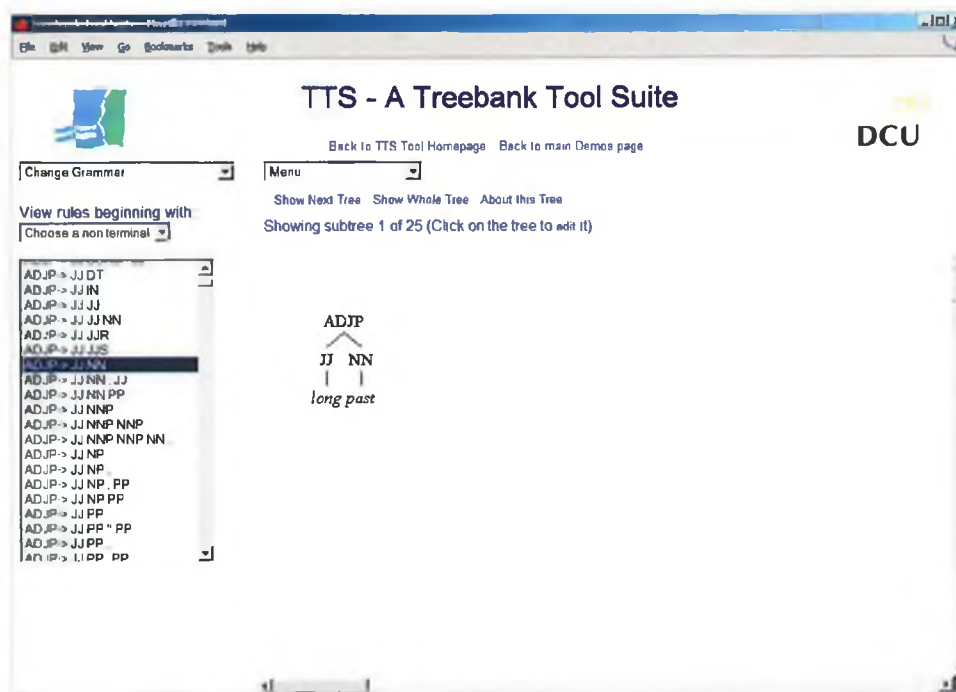 File Edit View Go Bookmarks Tools Help
TTS - A Treebank Tool Suite
Back to TTS Tool Homepage Back to main Demos page
DCU
Change Grammar
Menu
Show Next Tree Show Whole Tree About this Tree
View rules beginning with
Showing subtree 1 of 25 (Click on the tree to edit it)
Choose a non terminal
ADJP-> JJ DT
ADJP-> JJ IN
ADJP-> JJ JJ
ADJP-> JJ JJ NN
ADJP-> JJ JJR
ADJP-> JJ JJS
ADJP-> JJ NN
ADJP-> JJ NN , JJ
ADJP-> JJ NN PP
ADJP-> JJ NNP
ADJP-> JJ NNP NNP
ADJP-> JJ NNP NNP NN
ADJP-> JJ NP
ADJP-> JJ NP
ADJP-> JJ NP , PP
ADJP-> JJ NP PP
ADJP-> JJ PP
ADJP-> JJ PP " PP
ADJP-> JJ PP
ADJP
JJ NN
long past